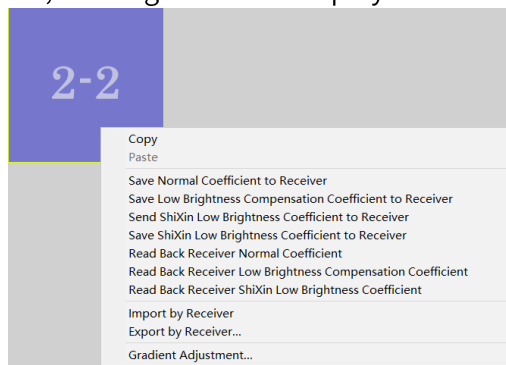 2-2
Copy
Paste
Save Normal Coefficient to Receiver
Save Low Brightness Compensation Coefficient to Receiver
Send ShiXin Low Brightness Coefficient to Receiver
Save ShiXin Low Brightness Coefficient to Receiver
Read Back Receiver Normal Coefficient
Read Back Receiver Low Brightness Compensation Coefficient
Read Back Receiver ShiXin Low Brightness Coefficient
Import by Receiver
Export by Receiver...
Gradient Adjustment...